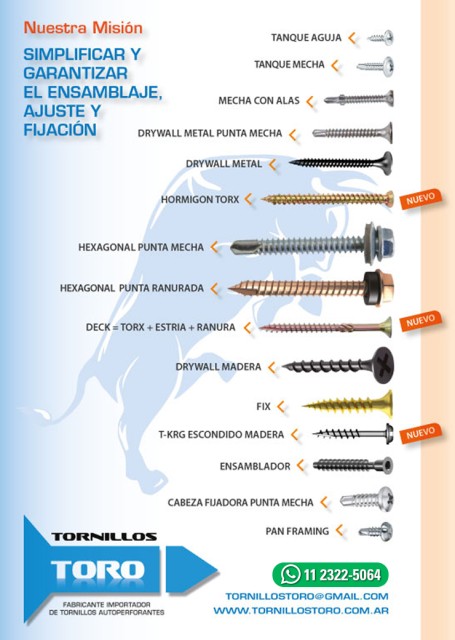 Nuestra Misión
SIMPLIFICAR Y
GARANTIZAR
EL ENSAMBLAJE,
AJUSTE Y
FIJACIÓN
TANQUE AGUJA
TANQUE MECHA
MECHA CON ALAS
DRYWALL METAL PUNTA MECHA
DRYWALL METAL
HORMIGON TORX
NUEVO
HEXAGONAL PUNTA MECHA
HEXAGONAL PUNTA RANURADA
DECK = TORX + ESTRIA + RANURA
NUEVO
DRYWALL MADERA
FIX
T-KRG ESCONDIDO MADERA
NUEVO
ENSAMBLADOR
CABEZA FIJADORA PUNTA MECHA
PAN FRAMING
TORNILLOS
TORO
FABRICANTE IMPORTADOR
DE TORNILLOS AUTOPERFORANTES
11 2322-5064
TORNILLOSTORO@GMAIL.COM
WWW.TORNILLOSTORO.COM.AR